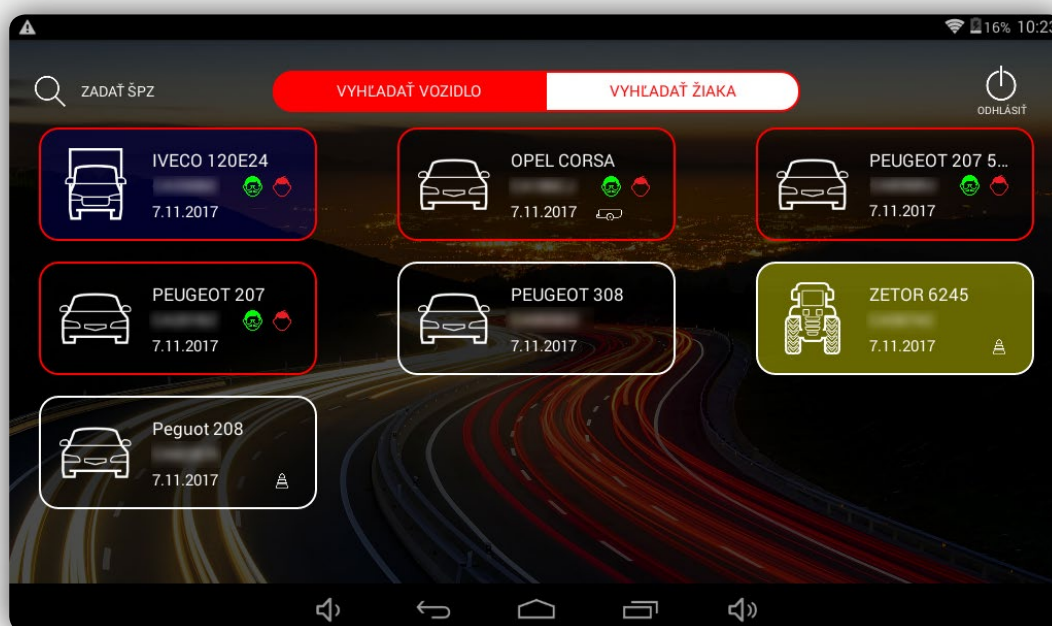 16% 10:23
ZADAŤ ŠPZ
VYHĽADAŤ VOZIDLO
VYHĽADAŤ ŽIAKA
ODHLÁSIŤ
IVECO 120E24
7.11.2017
OPEL CORSA
7.11.2017
PEUGEOT 207 5...
7.11.2017
PEUGEOT 207
7.11.2017
PEUGEOT 308
7.11.2017
ZETOR 6245
7.11.2017
Peguot 208
7.11.2017